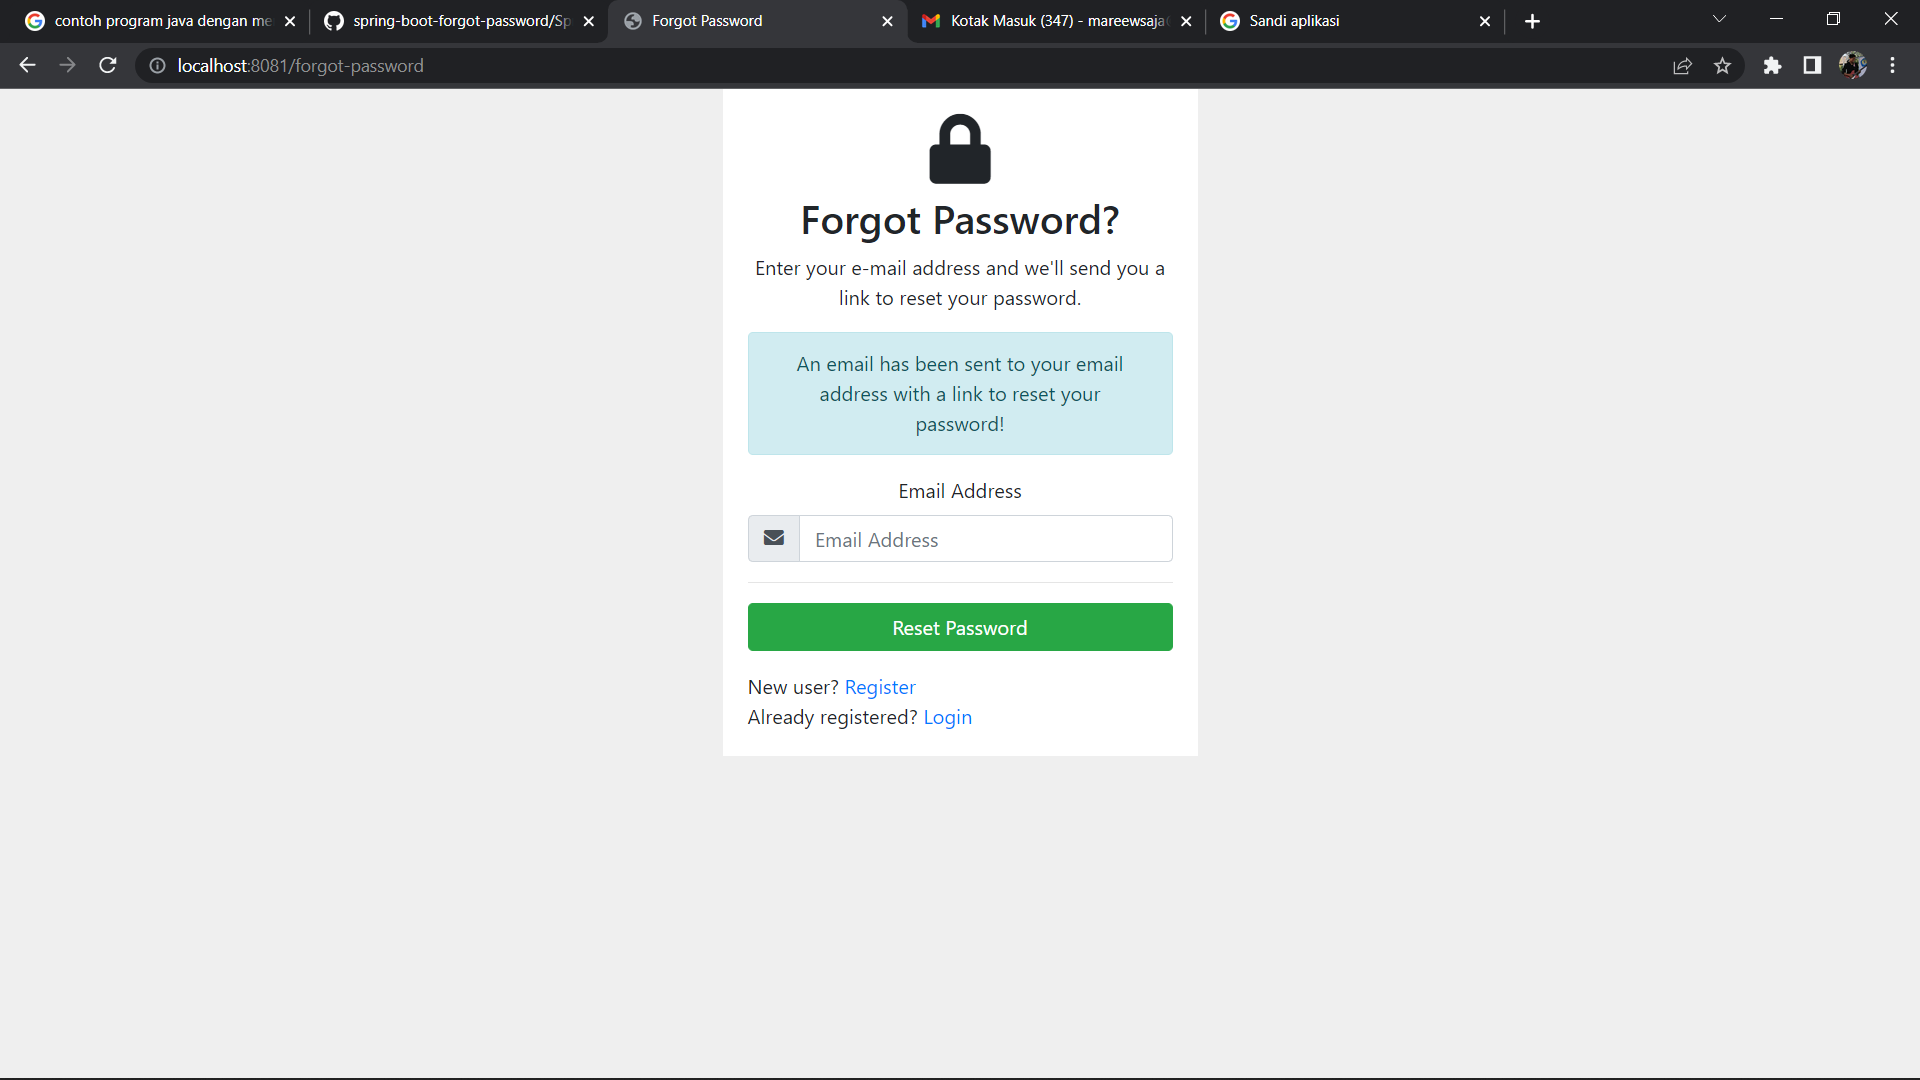 contoh program java dengan me
spring-boot-forgot-password/Sp
Forgot Password
Kotak Masuk (347) - mareewsaja
Sandi aplikasi
localhost:8081/forgot-password
Forgot Password?
Enter your e-mail address and we'll send you a
link to reset your password.
An email has been sent to your email
address with a link to reset your
password!
Email Address
Email Address
Reset Password
New user? Register
Already registered? Login